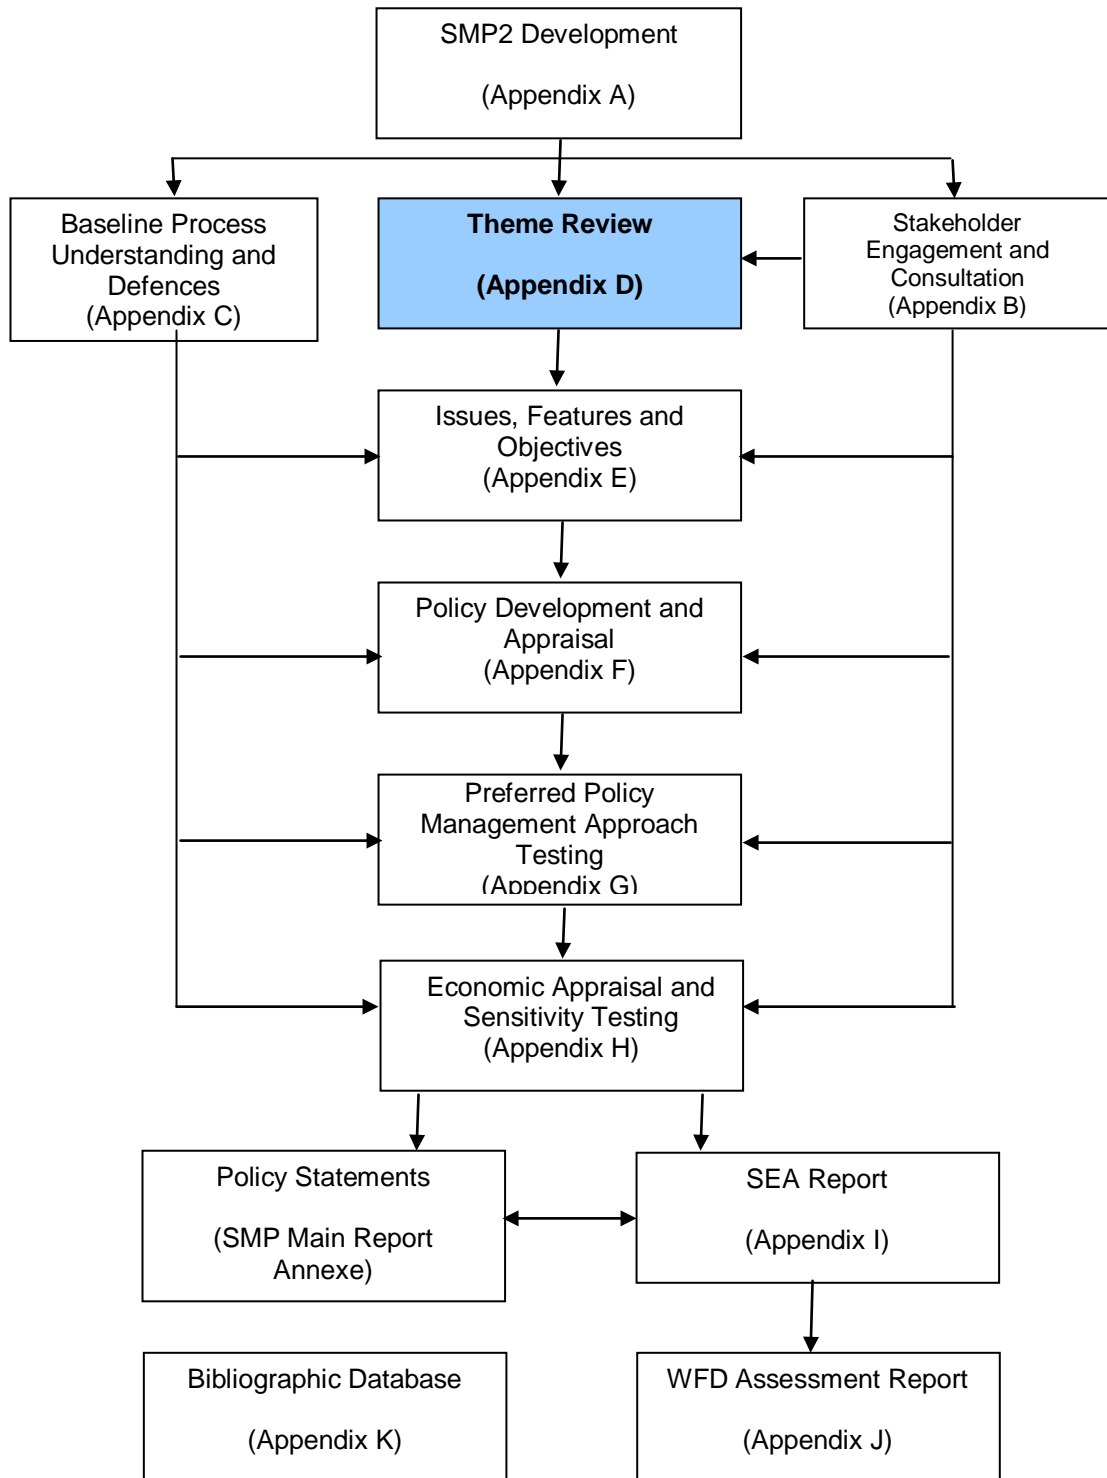 SMP2 Development
(Appendix A)
Baseline Process
Understanding and
Defences
(Appendix C)
Theme Review
(Appendix D)
Stakeholder
Engagement and
Consultation
(Appendix B)
Issues, Features and
Objectives
(Appendix E)
Policy Development and
Appraisal
(Appendix F)
Preferred Policy
Management Approach
Testing
(Appendix G)
Economic Appraisal and
Sensitivity Testing
(Appendix H)
Policy Statements
(SMP Main Report
Annexe)
SEA Report
(Appendix I)
Bibliographic Database
(Appendix K)
WFD Assessment Report
(Appendix J)